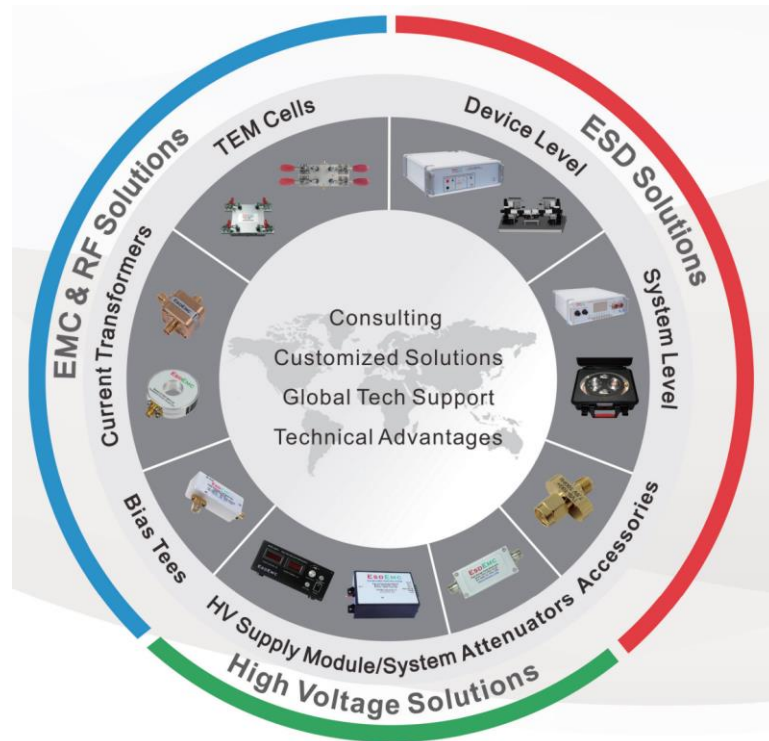 EMC & RF Solutions
ESD Solutions
High Voltage Solutions
TEM Cells
Device Level
System Level
Accessories
Attenuators
HV Supply Module/System
Bias Tees
Current Transformers
Consulting
Customized Solutions
Global Tech Support
Technical Advantages
ESDEMC
ESDEMC